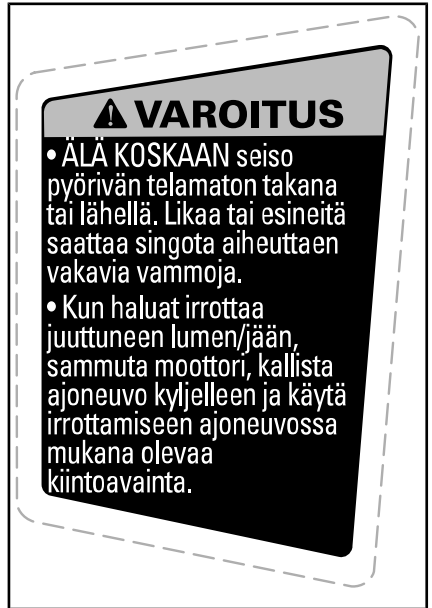 ⚠ VAROITUS
• ÄLÄ KOSKAAN seiso
pyörivän telamaton takana
tai lähellä. Likaa tai esineitä
saattaa singota aiheuttaen
vakavia vammoja.
• Kun haluat irrottaa
juuttuneen lumen/jään,
sammuta moottori, kallista
ajoneuvo kyljelleen ja käytä
irrottamiseen ajoneuvossa
mukana olevaa
kiintoavainta.